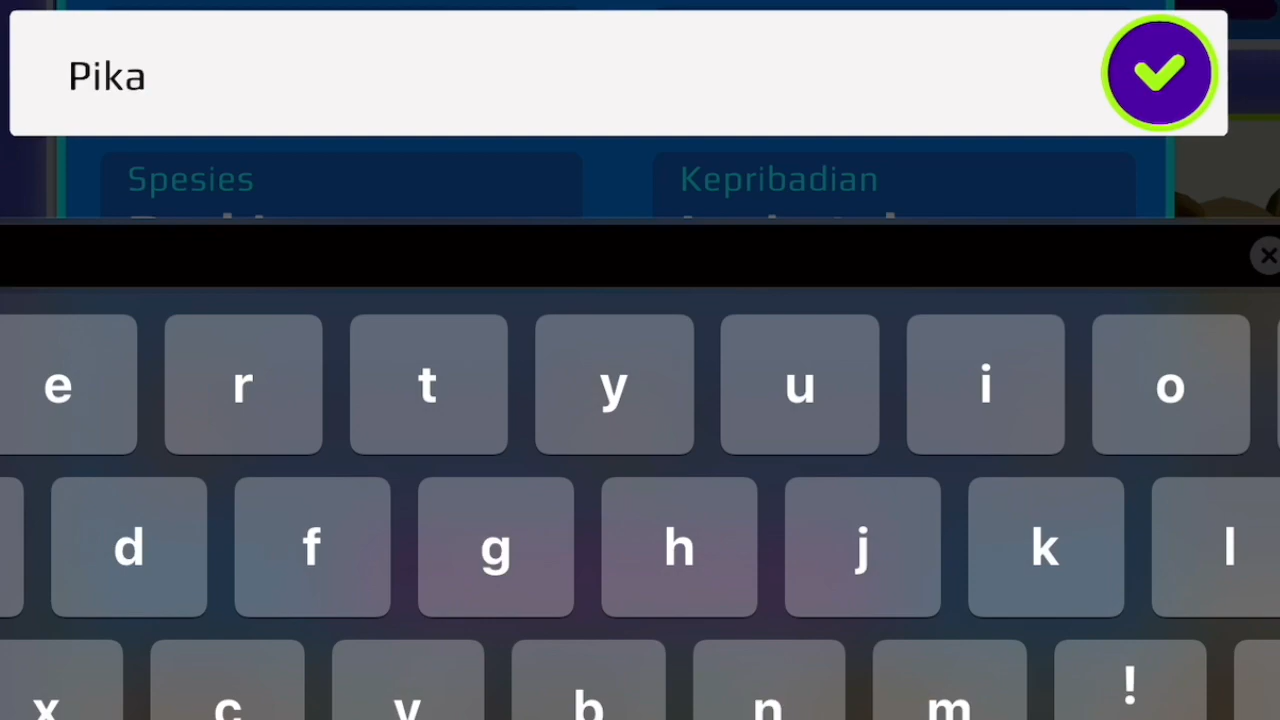 Pika
Spesies
Kepribadian
e r t y u i o
d f g h j k l
x c v b n m !